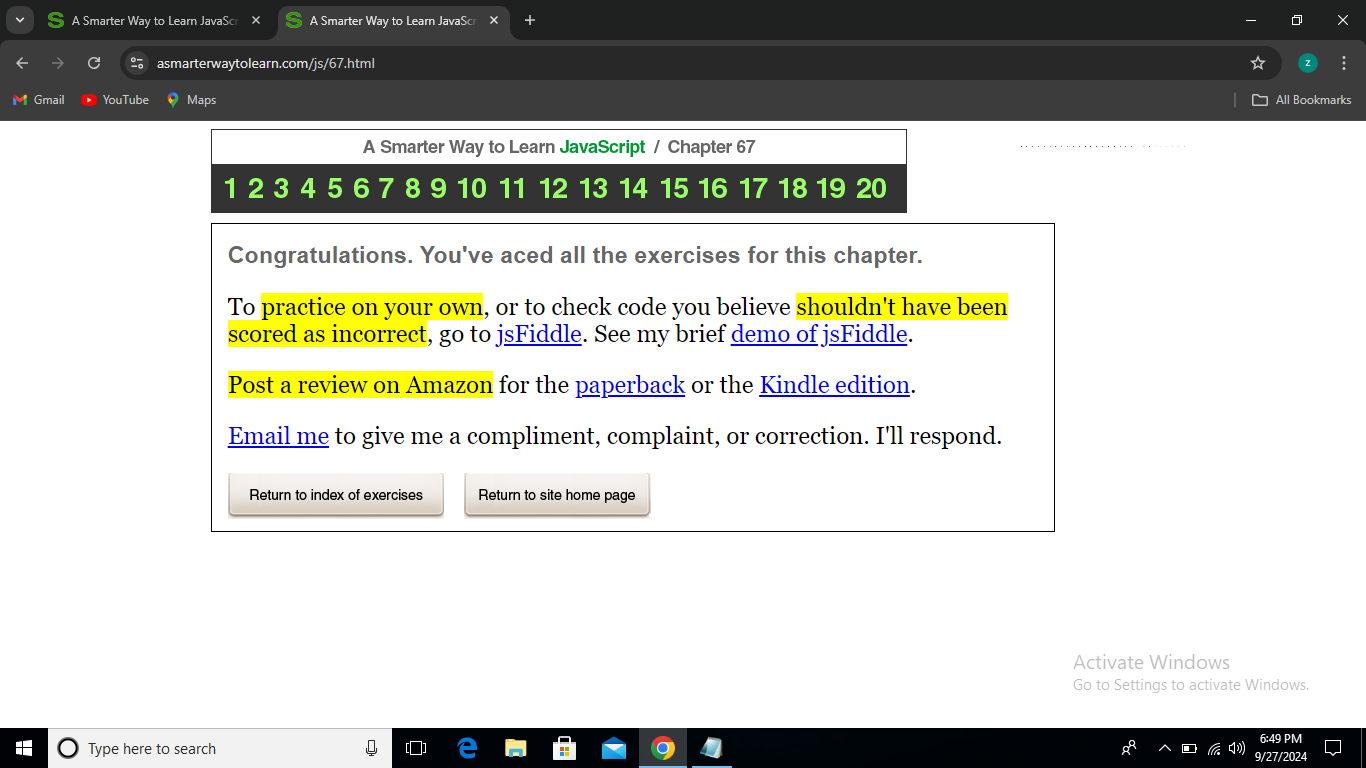 A Smarter Way to Learn JavaSc
A Smarter Way to Learn JavaSc
asmarterwaytolearn.com/js/67.html
z
Gmail
YouTube
Maps
All Bookmarks
A Smarter Way to Learn JavaScript / Chapter 67
1 2 3 4 5 6 7 8 9 10 11 12 13 14 15 16 17 18 19 20
Congratulations. You've aced all the exercises for this chapter.
To practice on your own, or to check code you believe shouldn't have been
scored as incorrect, go to jsFiddle. See my brief demo of jsFiddle.
Post a review on Amazon for the paperback or the Kindle edition.
Email me to give me a compliment, complaint, or correction. I'll respond.
Return to index of exercises
Return to site home page
Activate Windows
Go to Settings to activate Windows.
Type here to search
6:49 PM
9/27/2024